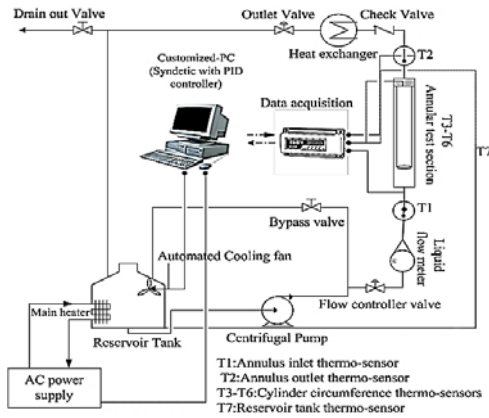 Drain out Valve
Outlet Valve
Check Valve
Heat exchanger
T2
Customized-PC
(Syndetic with PID
controller)
Data acquisition
Annular test section
T3-T6
T7
T1
Bypass valve
Liquid
flow meter
Automated Cooling fan
Main heater
Flow controller valve
Reservoir Tank
Centrifugal Pump
AC power
supply
T1:Annulus inlet thermo-sensor
T2:Annulus outlet thermo-sensor
T3-T6:Cylinder circumference thermo-sensors
T7:Reservoir tank thermo-sensor